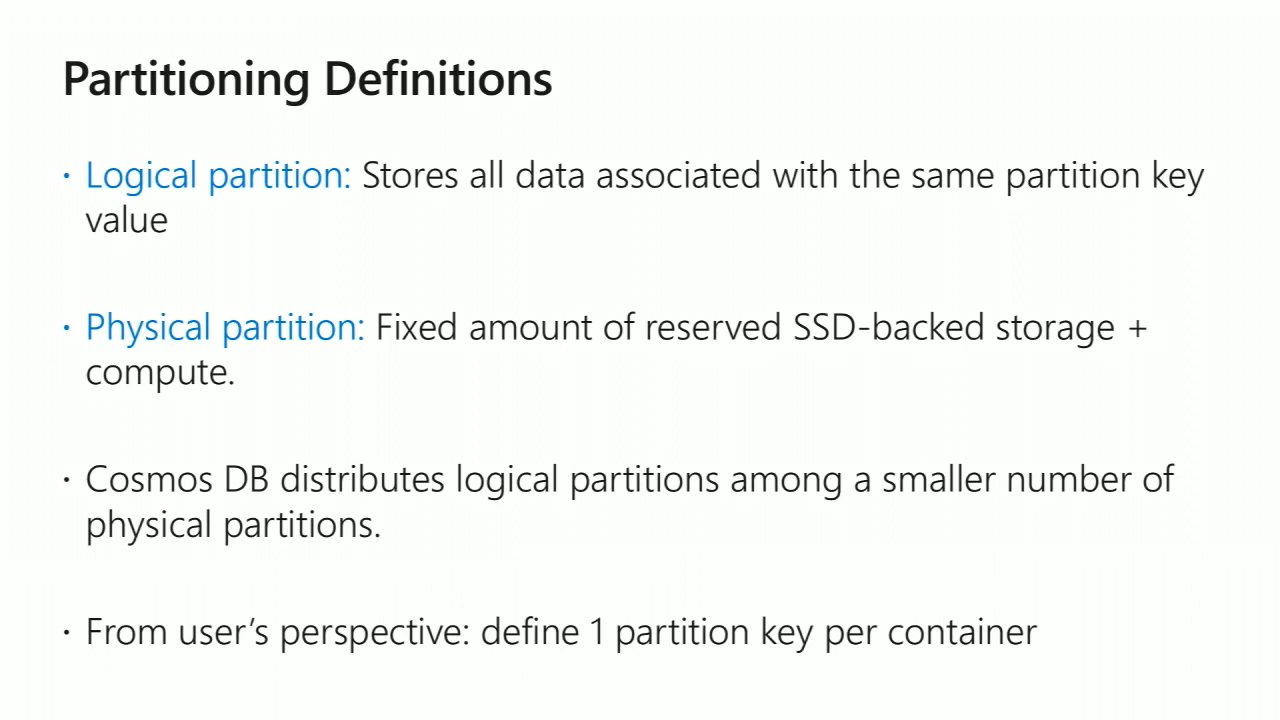 Partitioning Definitions
· Logical partition: Stores all data associated with the same partition key
value
· Physical partition: Fixed amount of reserved SSD-backed storage +
compute.
· Cosmos DB distributes logical partitions among a smaller number of
physical partitions.
· From user’s perspective: define 1 partition key per container